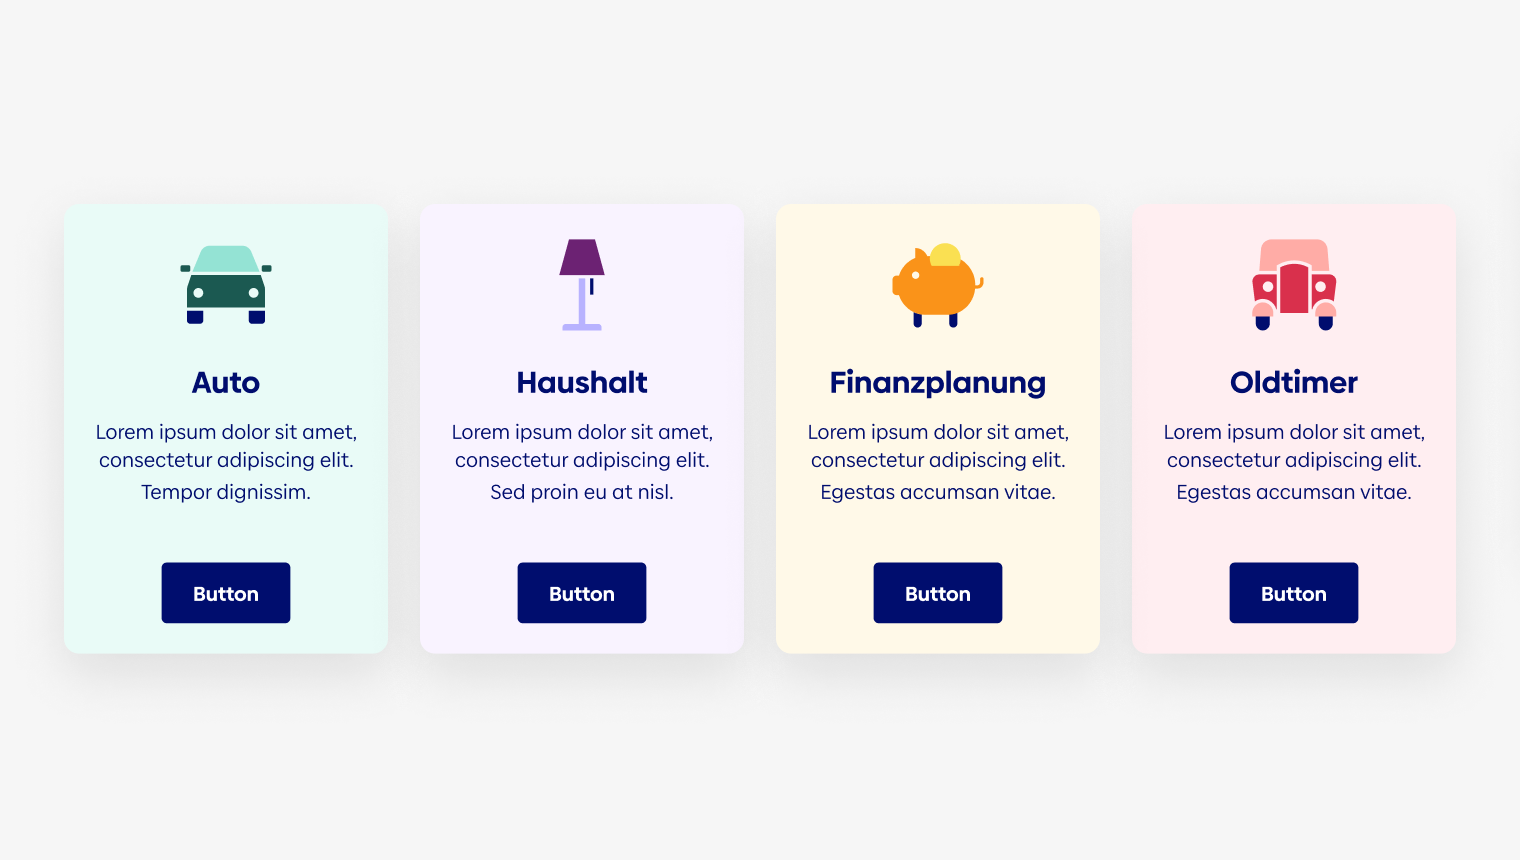 Auto
Lorem ipsum dolor sit amet,
consectetur adipiscing elit.
Tempor dignissim.
Button
Haushalt
Lorem ipsum dolor sit amet,
consectetur adipiscing elit.
Sed proin eu at nisl.
Button
Finanzplanung
Lorem ipsum dolor sit amet,
consectetur adipiscing elit.
Egestas accumsan vitae.
Button
Oldtimer
Lorem ipsum dolor sit amet,
consectetur adipiscing elit.
Egestas accumsan vitae.
Button